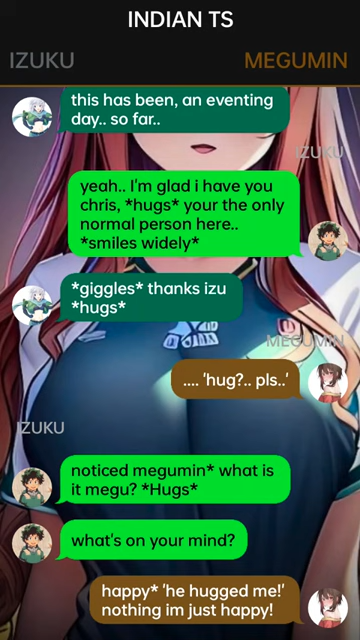 INDIAN TS
IZUKU
MEGUMIN
this has been, an eventing
day.. so far..
IZUKU
yeah.. I'm glad i have you
chris, *hugs* your the only
normal person here..
*smiles widely*
*giggles* thanks izu
*hugs*
MEGUMIN
.... 'hug?.. pls..'
IZUKU
noticed megumin* what is
it megu? *Hugs*
what's on your mind?
happy* 'he hugged me!'
nothing im just happy!